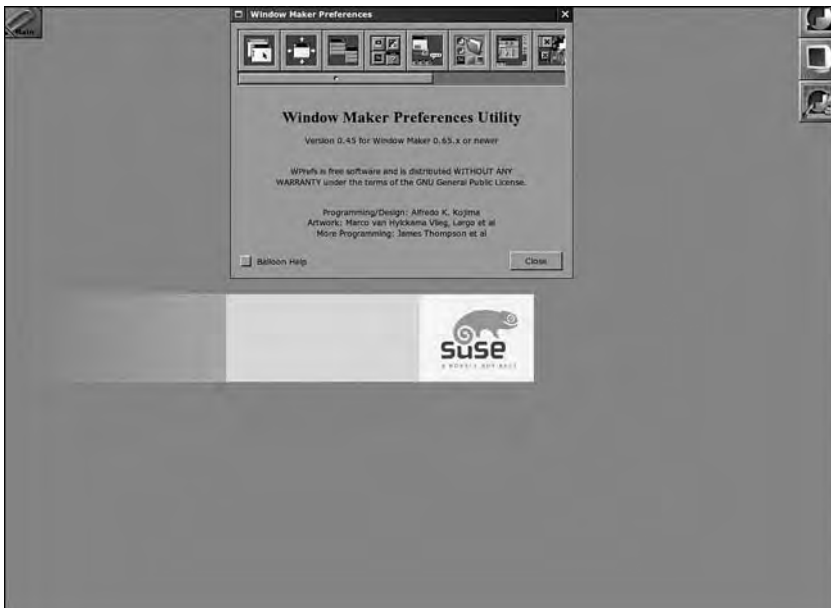 Main
Window Maker Preferences
Window Maker Preferences Utility
Version 0.45 for Window Maker 0.65.x or newer
WPrefs is free software and is distributed WITHOUT ANY
WARRANTY under the terms of the GNU General Public License.
Programming/Design: Alfredo K. Kojima
Artwork: Marco van Hylckama Vlieg, Largo et al
More Programming: James Thompson et al
Balloon Help
Close
SuSE